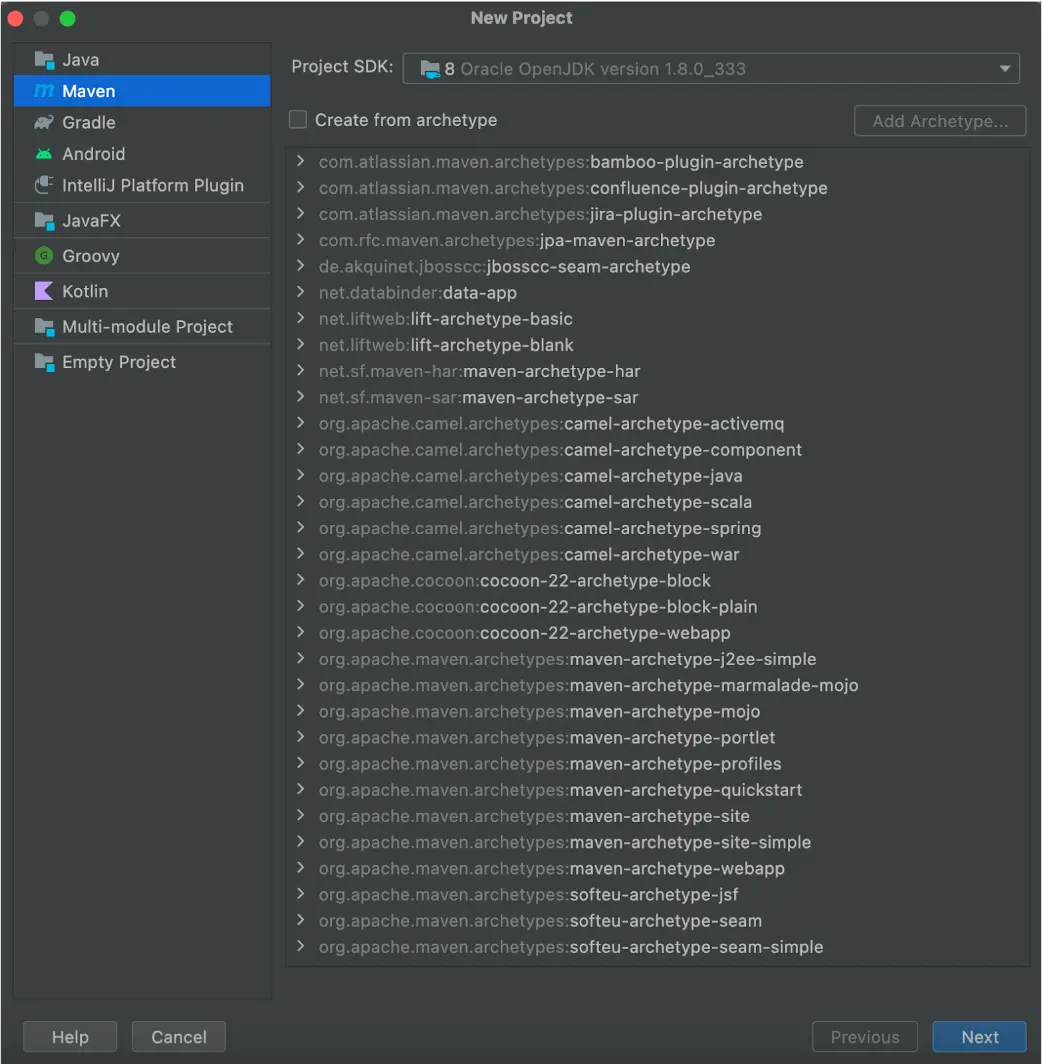 New Project
Java
Maven
Gradle
Android
IntelliJ Platform Plugin
JavaFX
Groovy
Kotlin
Multi-module Project
Empty Project
Project SDK: 8 Oracle OpenJDK version 1.8.0_333
Create from archetype
Add Archetype...
com.atlassian.maven.archetypes:bamboo-plugin-archetype
com.atlassian.maven.archetypes:confluence-plugin-archetype
com.atlassian.maven.archetypes:jira-plugin-archetype
com.rfc.maven.archetypes:jpa-maven-archetype
de.akquinet.jbosscc:jbosscc-seam-archetype
net.databinder:data-app
net.liftweb:lift-archetype-basic
net.liftweb:lift-archetype-blank
net.sf.maven-har:maven-archetype-har
net.sf.maven-sar:maven-archetype-sar
org.apache.camel.archetypes:camel-archetype-activemq
org.apache.camel.archetypes:camel-archetype-component
org.apache.camel.archetypes:camel-archetype-java
org.apache.camel.archetypes:camel-archetype-scala
org.apache.camel.archetypes:camel-archetype-spring
org.apache.camel.archetypes:camel-archetype-war
org.apache.cocoon:cocoon-22-archetype-block
org.apache.cocoon:cocoon-22-archetype-block-plain
org.apache.cocoon:cocoon-22-archetype-webapp
org.apache.maven.archetypes:maven-archetype-j2ee-simple
org.apache.maven.archetypes:maven-archetype-marmalade-mojo
org.apache.maven.archetypes:maven-archetype-mojo
org.apache.maven.archetypes:maven-archetype-portlet
org.apache.maven.archetypes:maven-archetype-profiles
org.apache.maven.archetypes:maven-archetype-quickstart
org.apache.maven.archetypes:maven-archetype-site
org.apache.maven.archetypes:maven-archetype-site-simple
org.apache.maven.archetypes:maven-archetype-webapp
org.apache.maven.archetypes:softeu-archetype-jsf
org.apache.maven.archetypes:softeu-archetype-seam
org.apache.maven.archetypes:softeu-archetype-seam-simple
Help
Cancel
Previous
Next